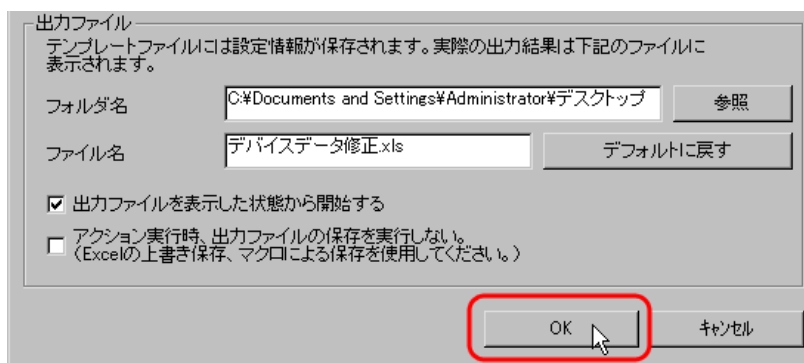 出力ファイル
テンプレートファイルには設定情報が保存されます。実際の出力結果は下記のファイルに
表示されます。
フォルダ名 C:¥Documents and Settings¥Administrator¥デスクトップ 参照
ファイル名 デバイスデータ修正.xls デフォルトに戻す
出力ファイルを表示した状態から開始する
アクション実行時、出力ファイルの保存を実行しない。
（Excelの上書き保存、マクロによる保存を使用してください。）
OK キャンセル